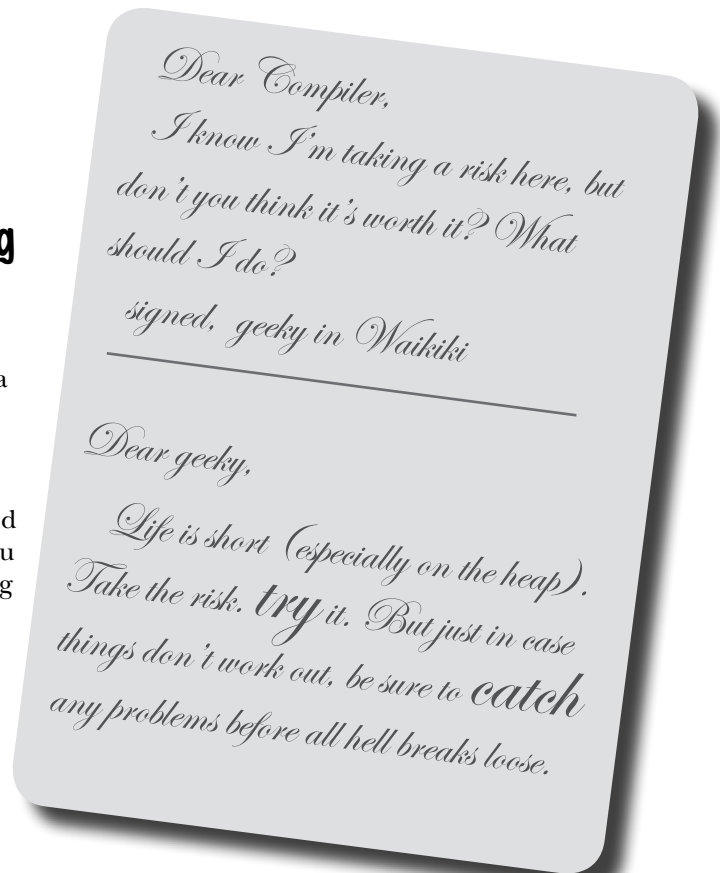 Dear Compiler,
I know I'm taking a risk here, but
don't you think it's worth it? What
should I do?
signed, geeky in Waikiki
Dear geeky,
Life is short (especially on the heap).
Take the risk. try it. But just in case
things don't work out, be sure to catch
any problems before all hell breaks loose.
g
a
d
u
g